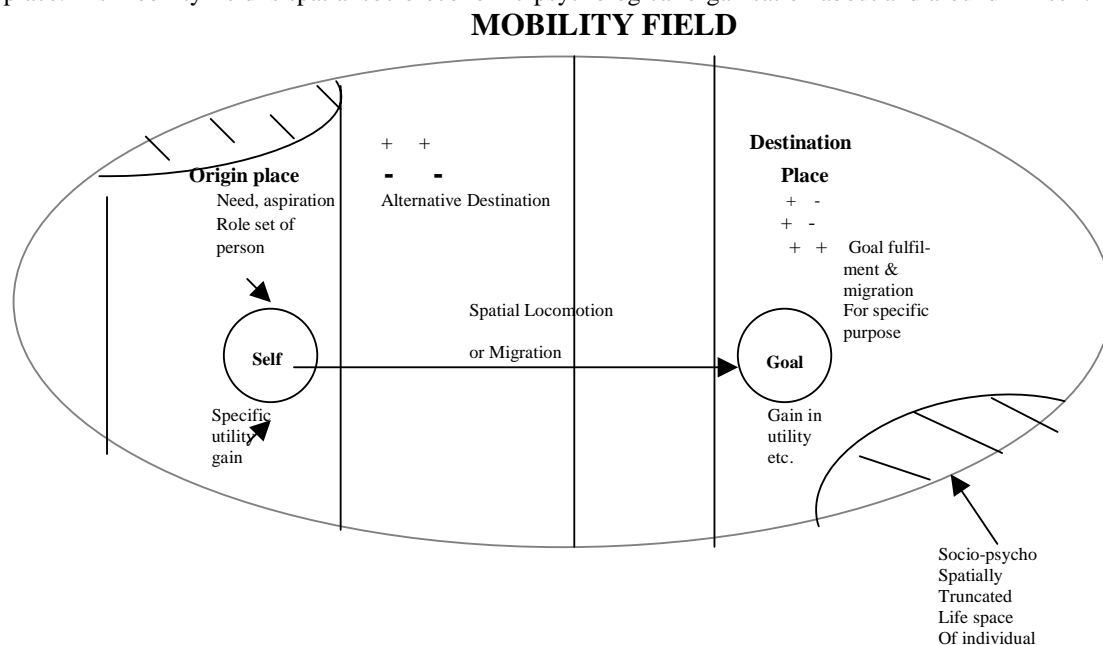 MOBILITY FIELD
+ +
- -
Destination
Place
Origin place
Need, aspiration
Role set of
person
Alternative Destination
+ -
+ -
+ +
Goal fulfil-
ment &
migration
For specific
purpose
Spatial Locomotion
or Migration
Self
Goal
Specific
utility
gain
Gain in
utility
etc.
Socio-psycho
Spatially
Truncated
Life space
Of individual